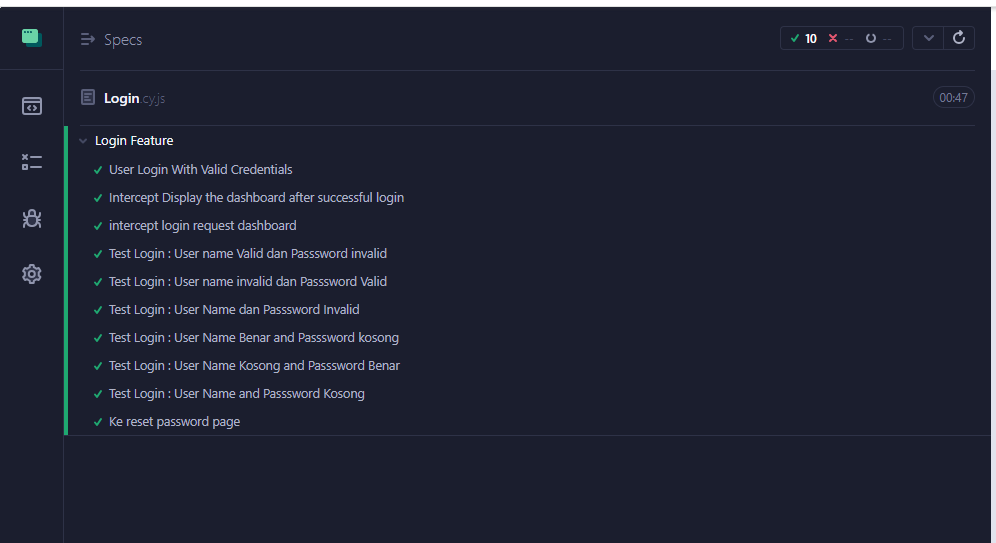 Specs
10 -- --
Login.cy.js
00:47
Login Feature
User Login With Valid Credentials
Intercept Display the dashboard after successful login
intercept login request dashboard
Test Login : User name Valid dan Passsword invalid
Test Login : User name invalid dan Passsword Valid
Test Login : User Name dan Passsword Invalid
Test Login : User Name Benar and Passsword kosong
Test Login : User Name Kosong and Passsword Benar
Test Login : User Name and Passsword Kosong
Ke reset password page